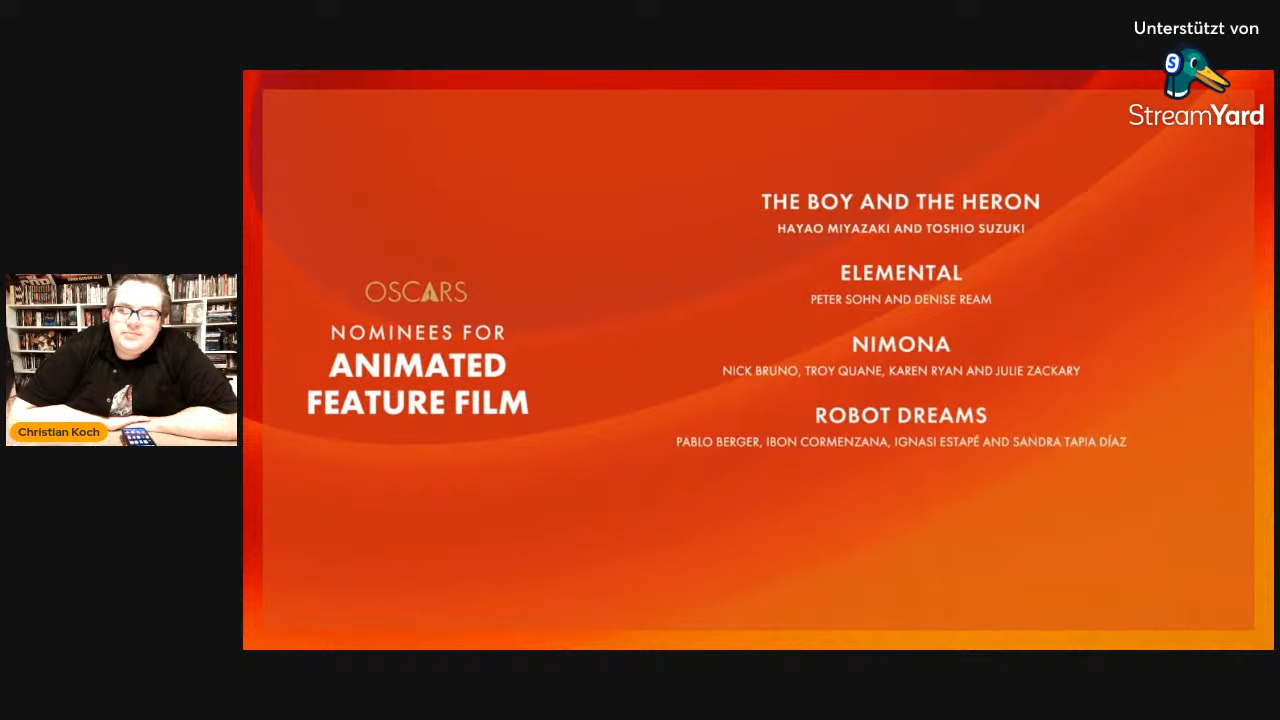 Unterstützt von
S
StreamYard
THE BOY AND THE HERON
HAYAO MIYAZAKI AND TOSHIO SUZUKI
ELEMENTAL
PETER SOHN AND DENISE REAM
OSCARS
NOMINEES FOR
ANIMATED
FEATURE FILM
NIMONA
NICK BRUNO, TROY QUANE, KAREN RYAN AND JULIE ZACKARY
ROBOT DREAMS
PABLO BERGER, IBON CORMENZANA, IGNASI ESTAPÉ AND SANDRA TAPIA DÍAZ
Christian Koch